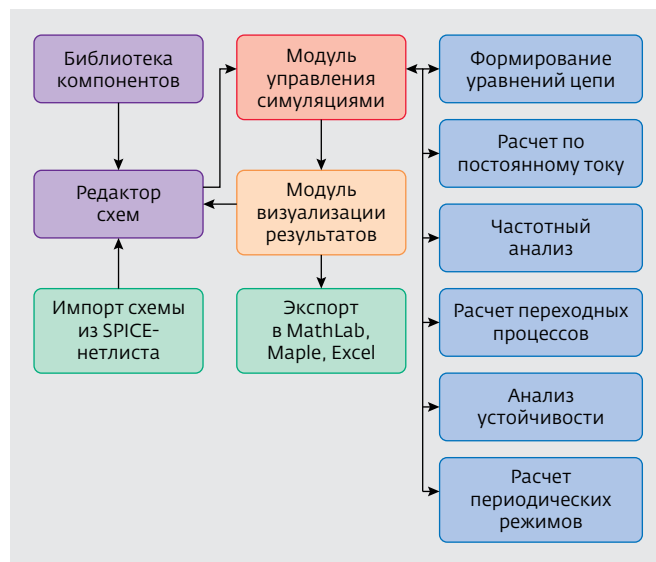 Библиотека
компонентов
Модуль
управления
симуляциями
Формирование
уравнений цепи
Расчет по
постоянному току
Редактор
схем
Модуль
визуализации
результатов
Частотный
анализ
Импорт схемы
из SPICE-
нетлиста
Экспорт
в MathLab,
Maple, Excel
Расчет переходных
процессов
Анализ
устойчивости
Расчет
периодических
режимов